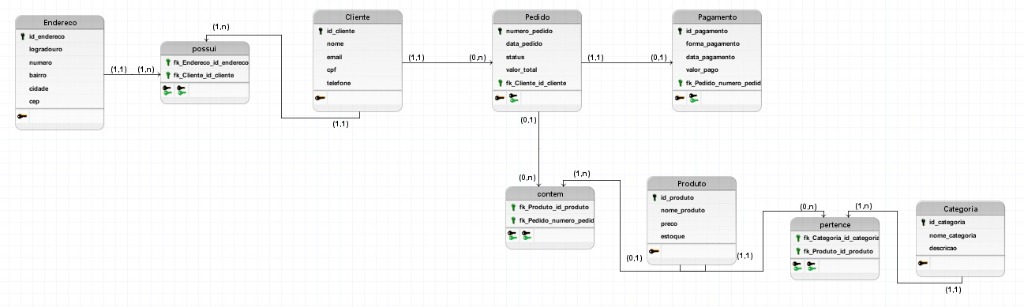 Endereco
id_endereco
logradouro
numero
bairro
cidade
cep
(1,1)
(1,n)
possui
fk_Endereco_id_endereco
fk_Cliente_id_cliente
(1,n)
Cliente
id_cliente
nome
email
cpf
telefone
(1,1)
(1,1)
(0,n)
Pedido
numero_pedido
data_pedido
status
valor_total
fk_Cliente_id_cliente
(1,1)
(0,1)
Pagamento
id_pagamento
forma_pagamento
data_pagamento
valor_pago
fk_Pedido_numero_pedid
(0,1)
(0,n)
(1,n)
contem
fk_Produto_id_produto
fk_Pedido_numero_pedid
Produto
id_produto
nome_produto
preco
estoque
(0,1)
(1,1)
(0,n)
(1,n)
pertence
fk_Categoria_id_categoria
fk_Produto_id_produto
Categoria
id_categoria
nome_categoria
descricao
(1,1)